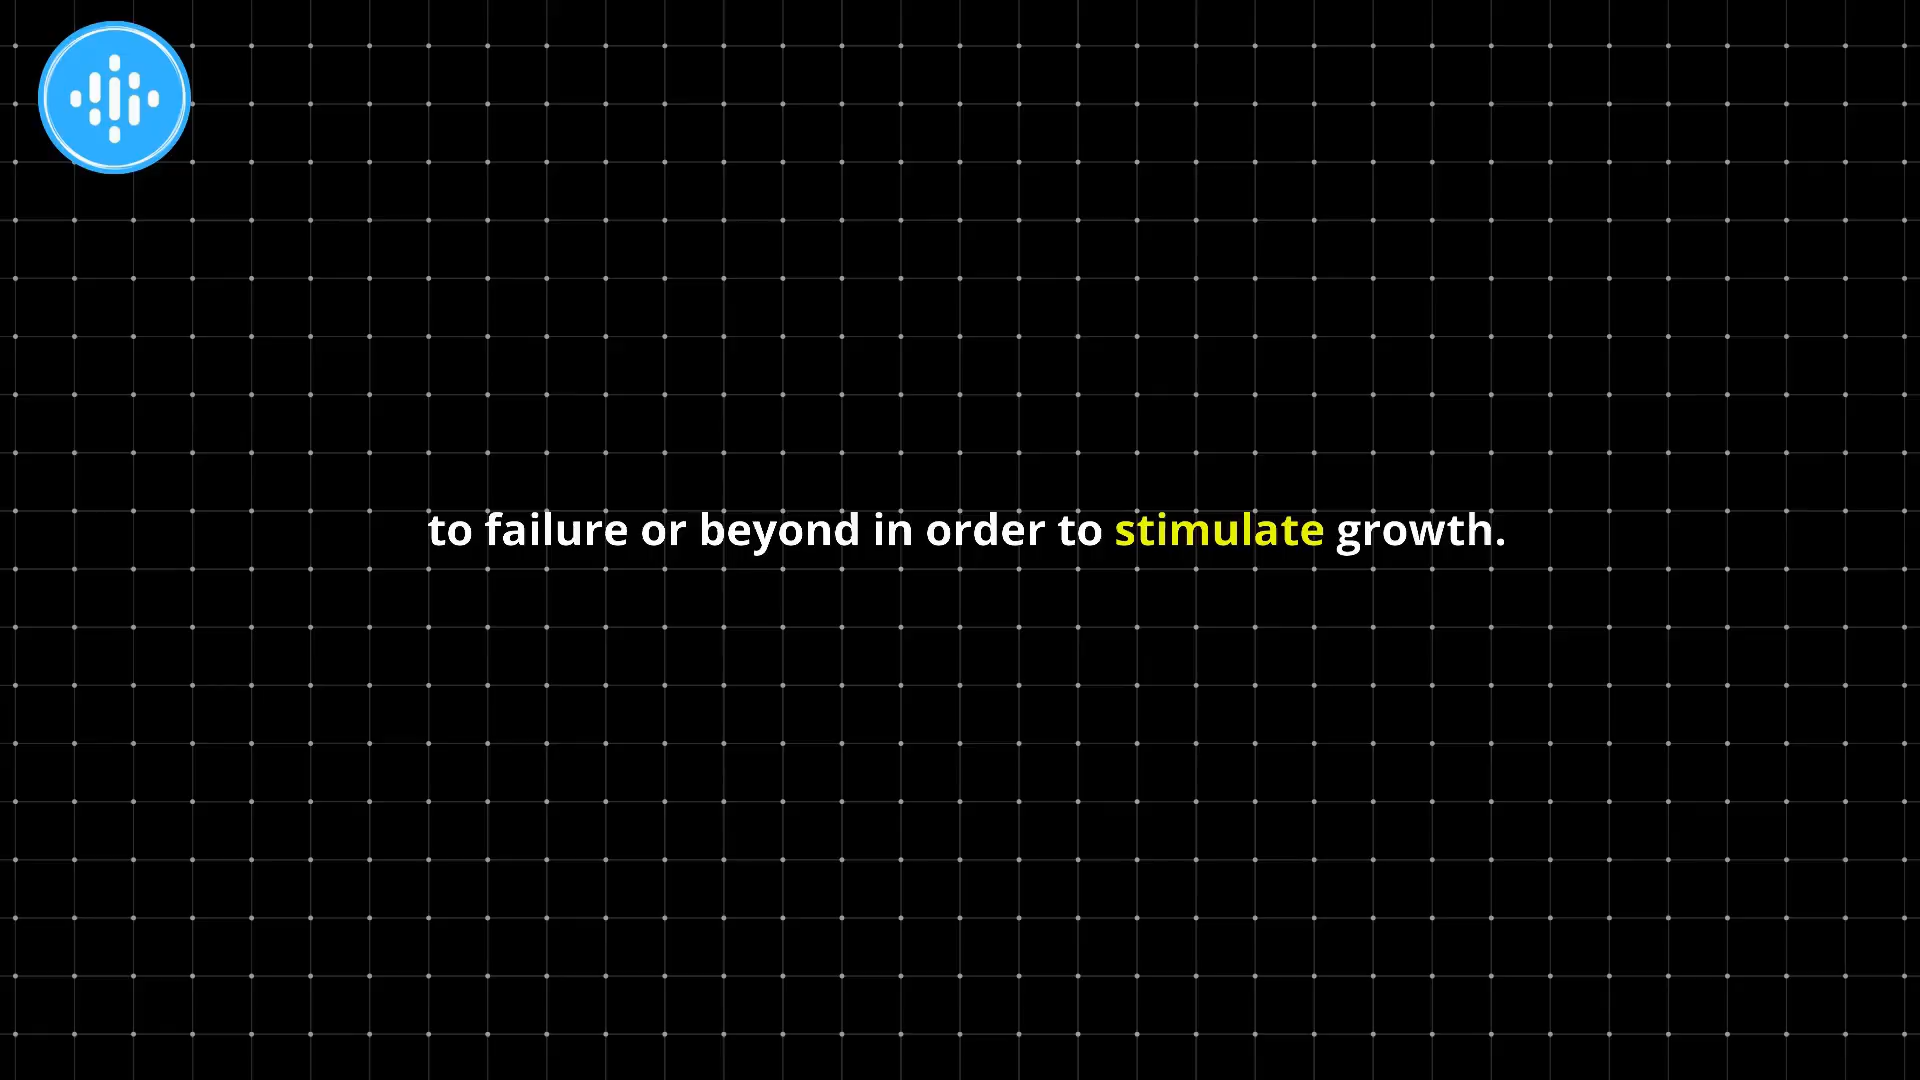 to failure or beyond in order to stimulate growth.